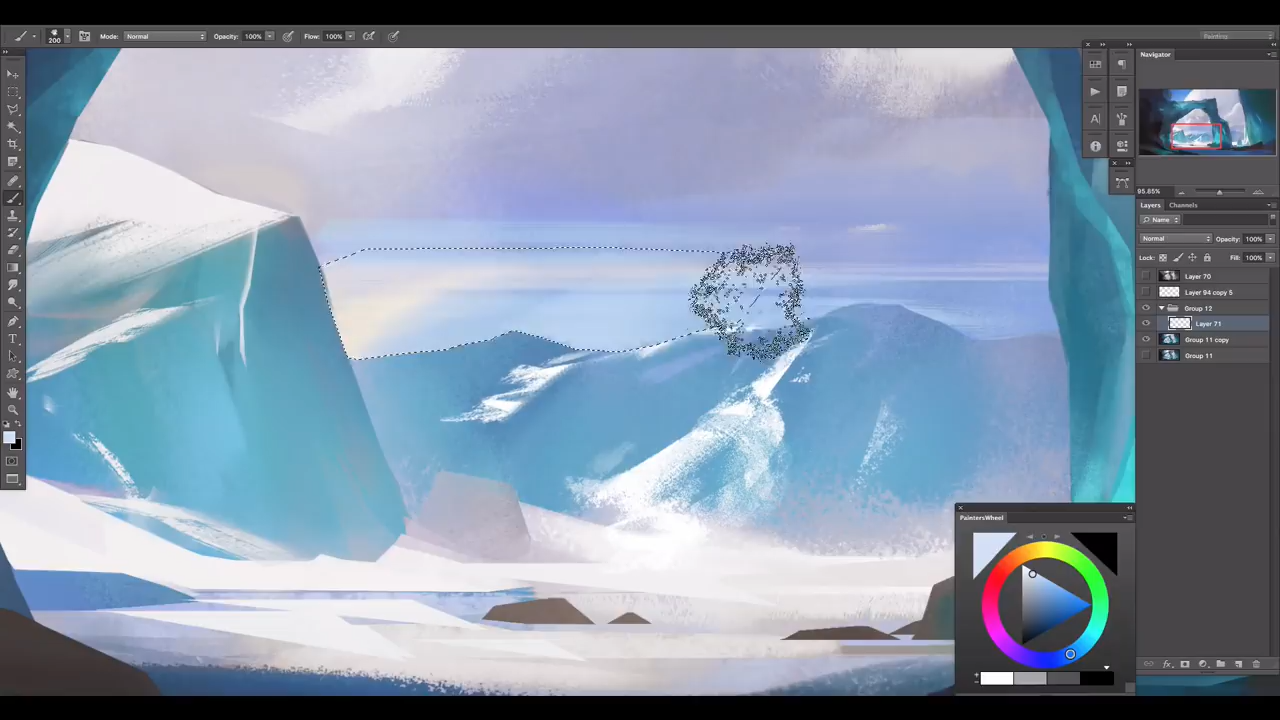 Mode: Normal Opacity: 100% Flow: 100% Painting
200
Navigator
95.85%
Layers Channels
Name
Normal Opacity: 100%
Lock: Fill: 100%
Layer 70
Layer 94 copy 5
Group 12
Layer 71
Group 11 copy
Group 11
PaintersWheel